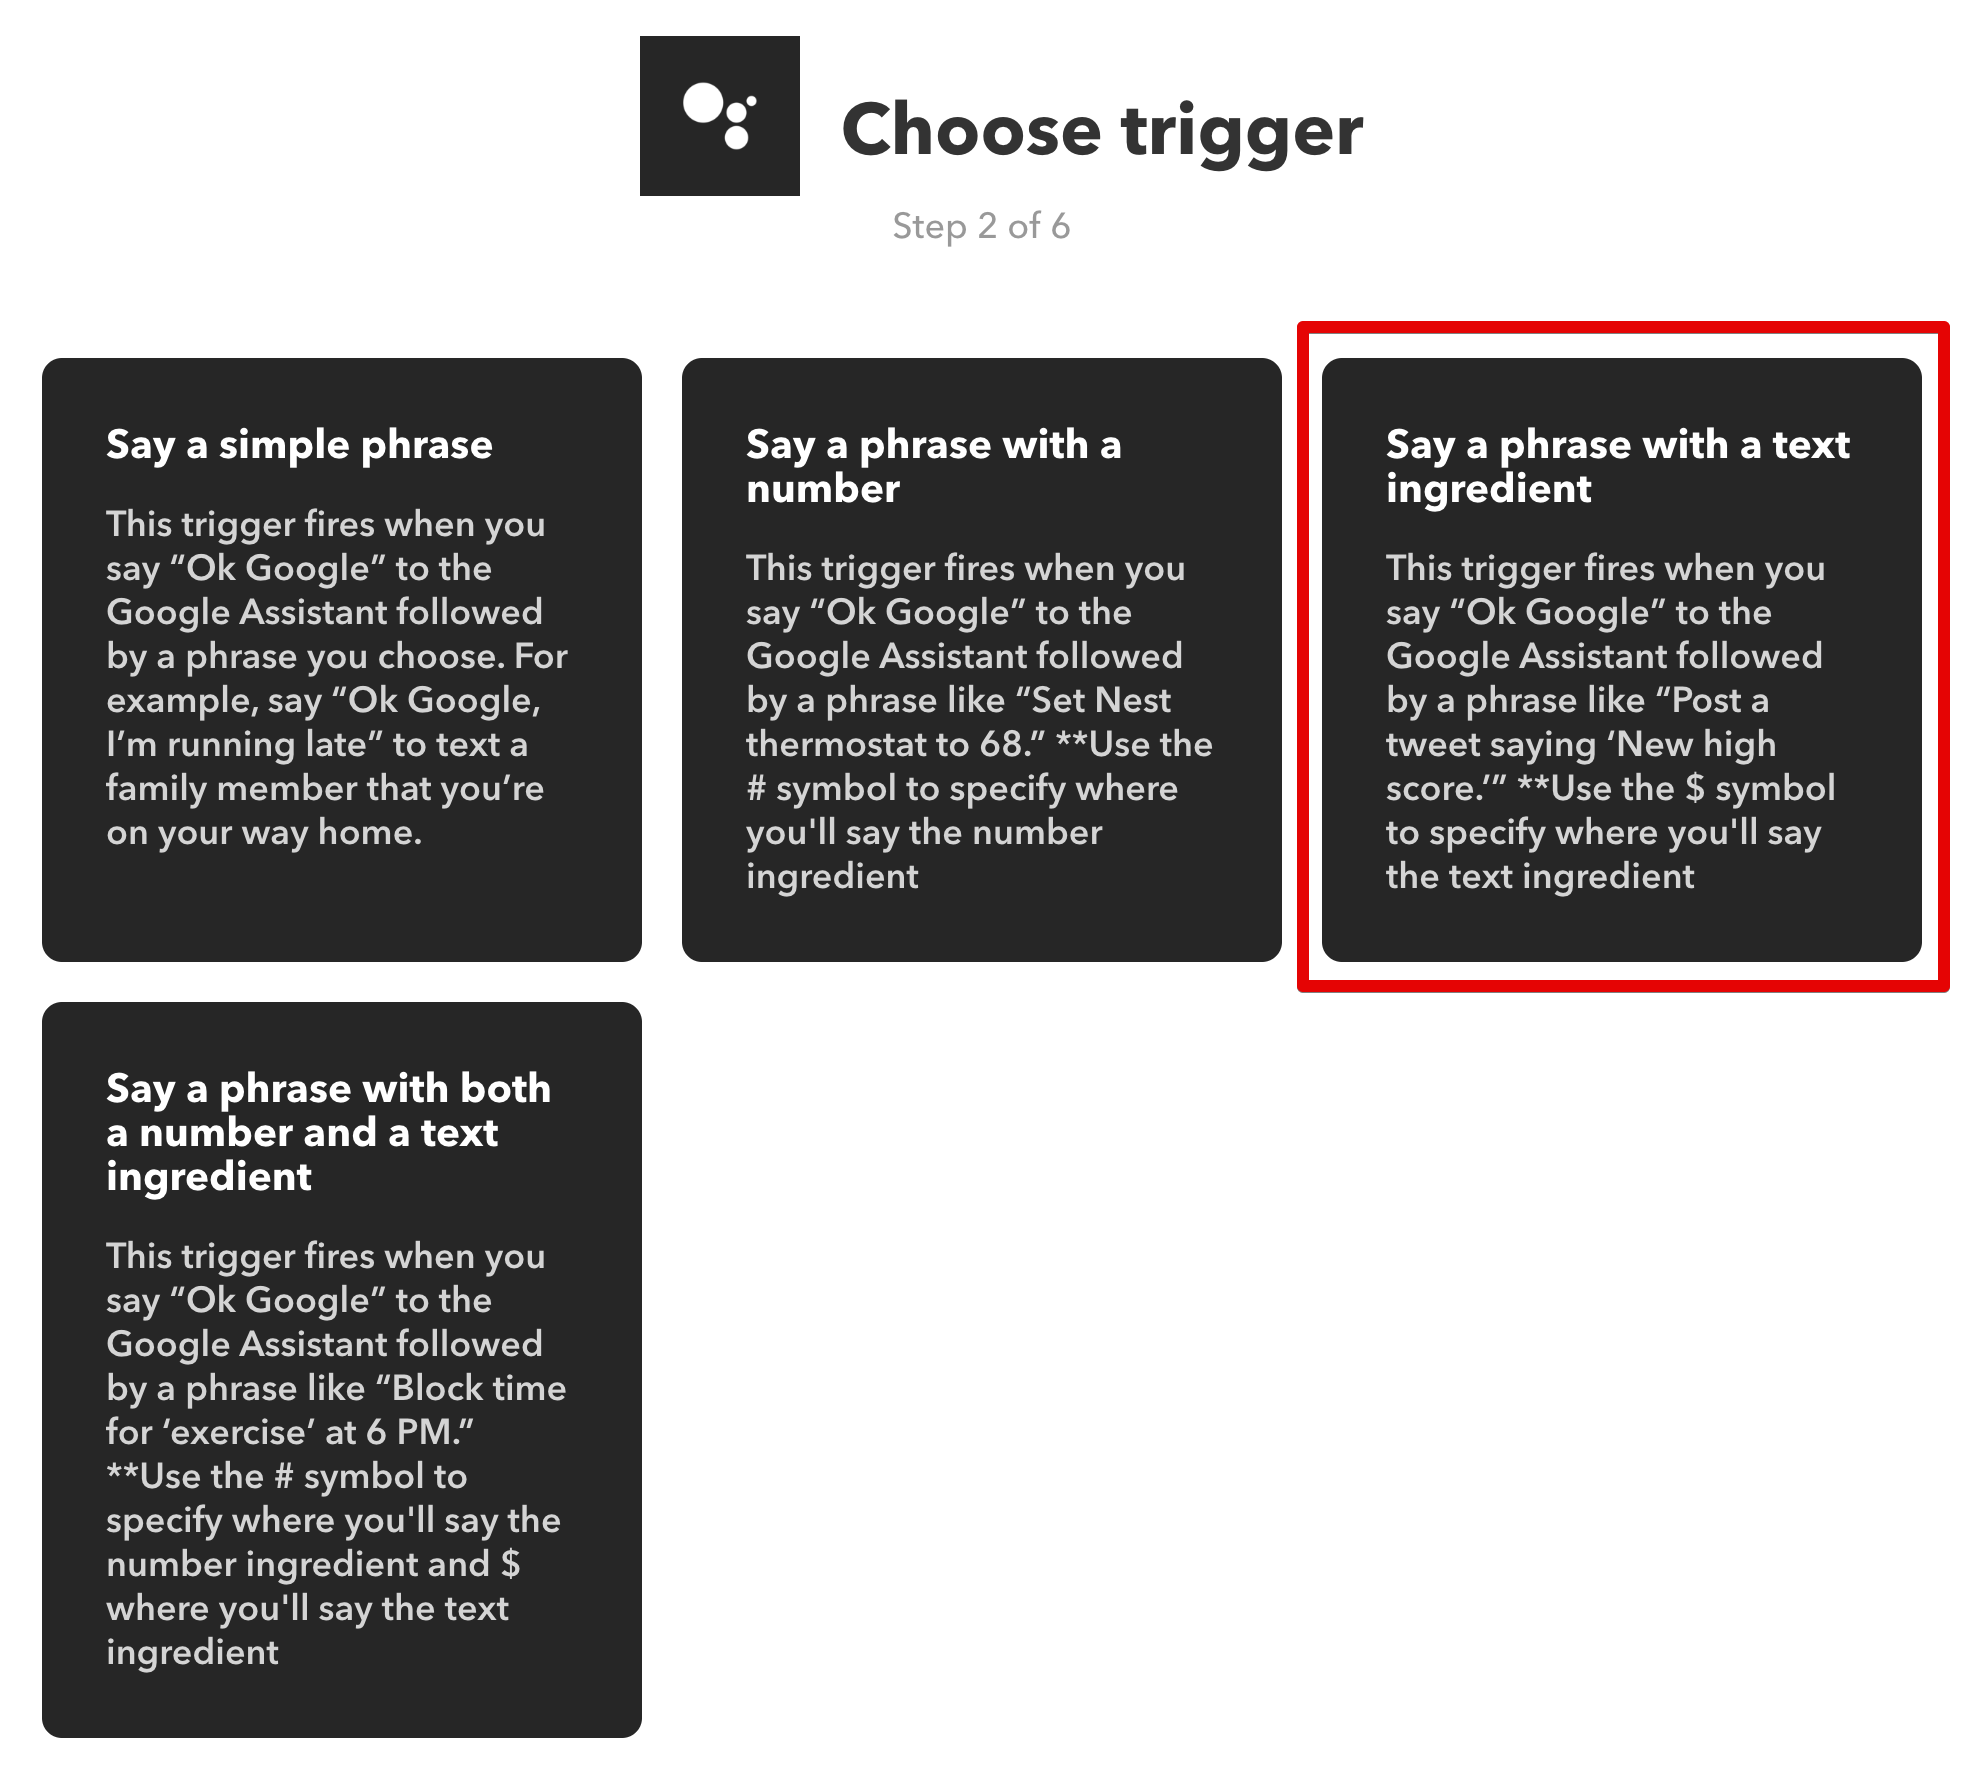 Choose trigger
Step 2 of 6
Say a simple phrase
This trigger fires when you
say “Ok Google” to the
Google Assistant followed
by a phrase you choose. For
example, say “Ok Google,
I’m running late” to text a
family member that you’re
on your way home.
Say a phrase with a
number
This trigger fires when you
say “Ok Google” to the
Google Assistant followed
by a phrase like “Set Nest
thermostat to 68.” **Use the
# symbol to specify where
you'll say the number
ingredient
Say a phrase with a text
ingredient
This trigger fires when you
say “Ok Google” to the
Google Assistant followed
by a phrase like “Post a
tweet saying ‘New high
score.’” **Use the $ symbol
to specify where you'll say
the text ingredient
Say a phrase with both
a number and a text
ingredient
This trigger fires when you
say “Ok Google” to the
Google Assistant followed
by a phrase like “Block time
for ‘exercise’ at 6 PM.”
**Use the # symbol to
specify where you'll say the
number ingredient and $
where you'll say the text
ingredient